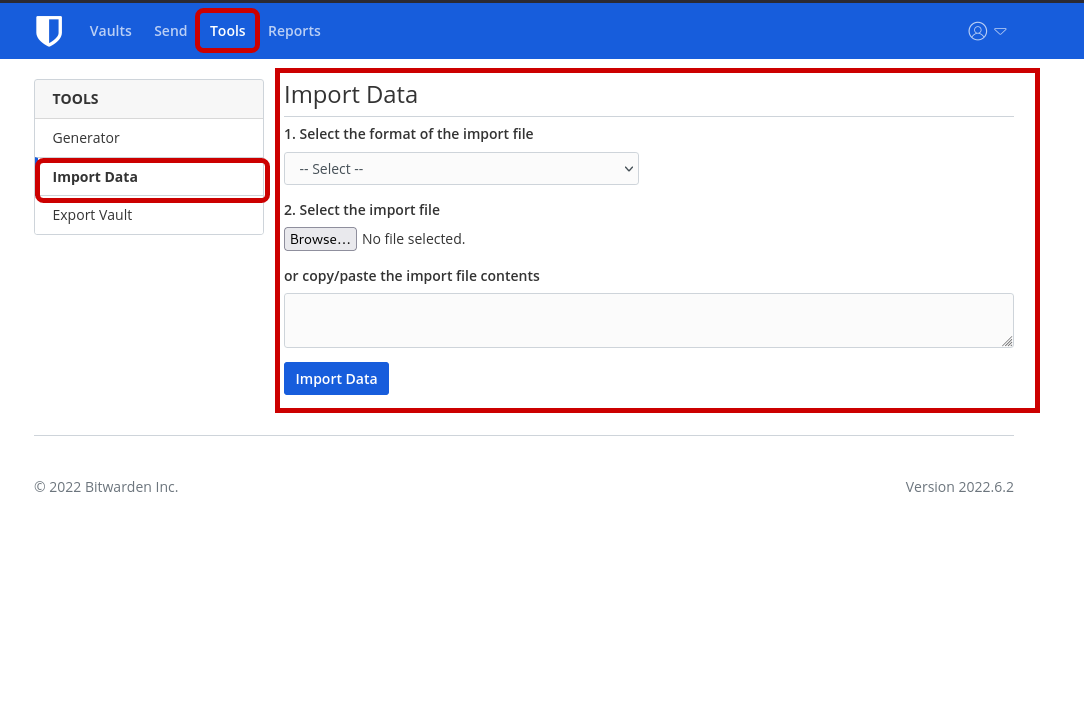 Vaults Send Tools Reports
TOOLS
Generator
Import Data
Export Vault
Import Data
1. Select the format of the import file
-- Select --
2. Select the import file
Browse... No file selected.
or copy/paste the import file contents
Import Data
© 2022 Bitwarden Inc. Version 2022.6.2